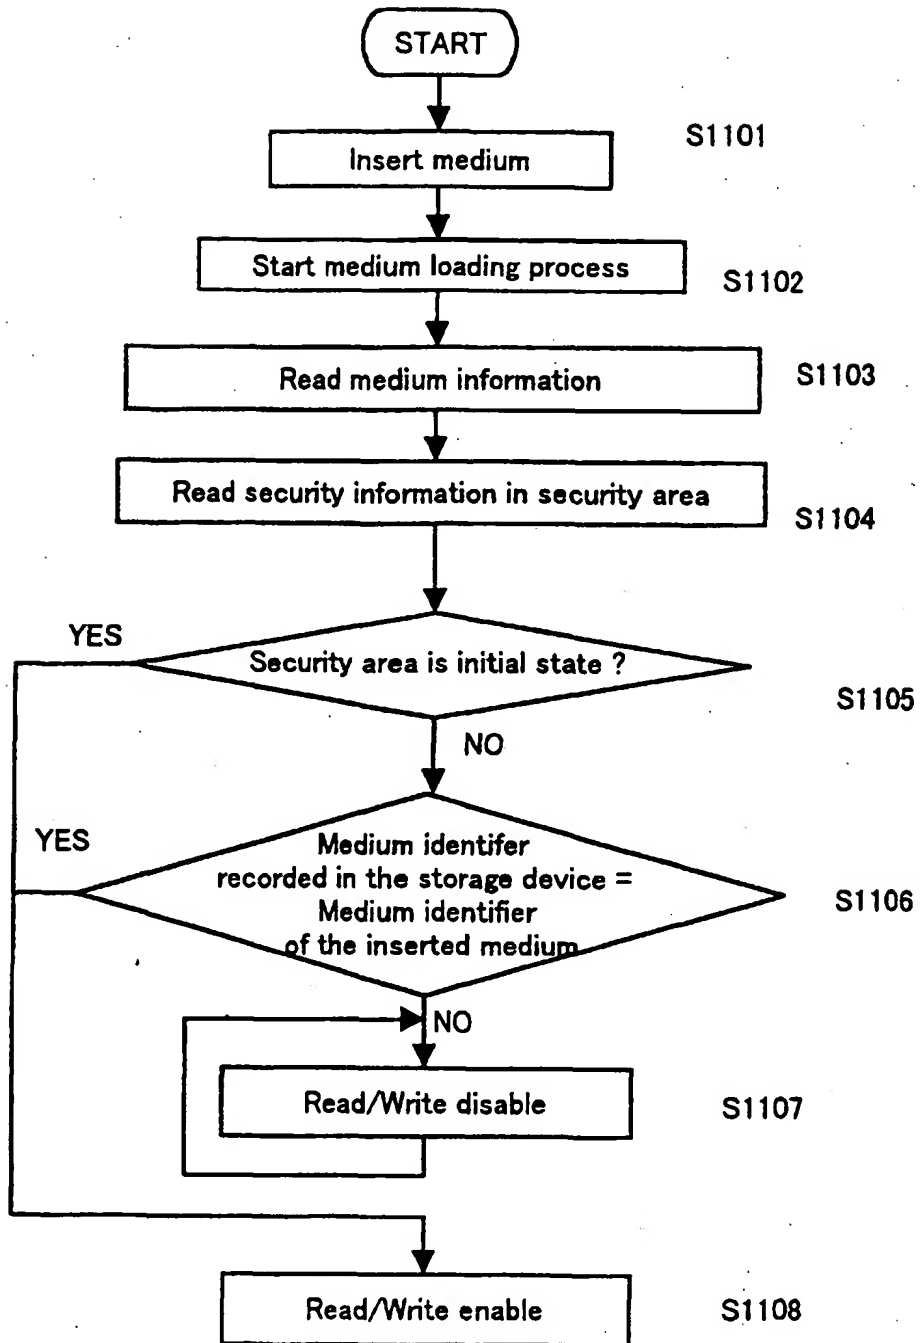 START
S1101
Insert medium
Start medium loading process
S1102
Read medium information
S1103
Read security information in security area
S1104
YES
Security area is initial state ?
S1105
NO
YES
Medium identifer
recorded in the storage device =
Medium identifier
of the inserted medium
S1106
NO
Read/Write disable
S1107
Read/Write enable
S1108